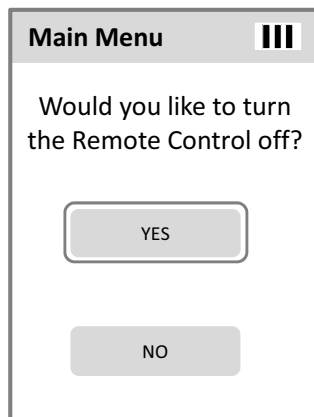 Main Menu
Would you like to turn
the Remote Control off?
YES
NO